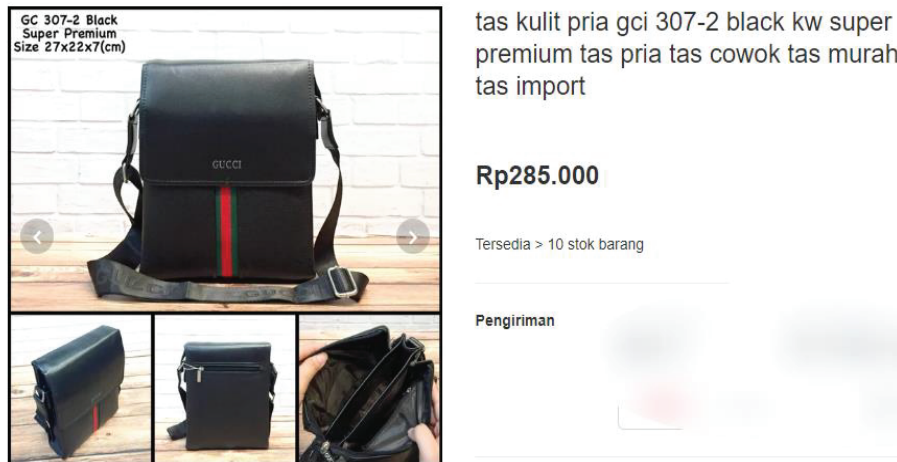 GC 307-2 Black
Super Premium
Size 27x22x7(cm)
GUCCI
tas kulit pria gci 307-2 black kw super
premium tas pria tas cowok tas murah
tas import
Rp285.000
Tersedia > 10 stok barang
Pengiriman